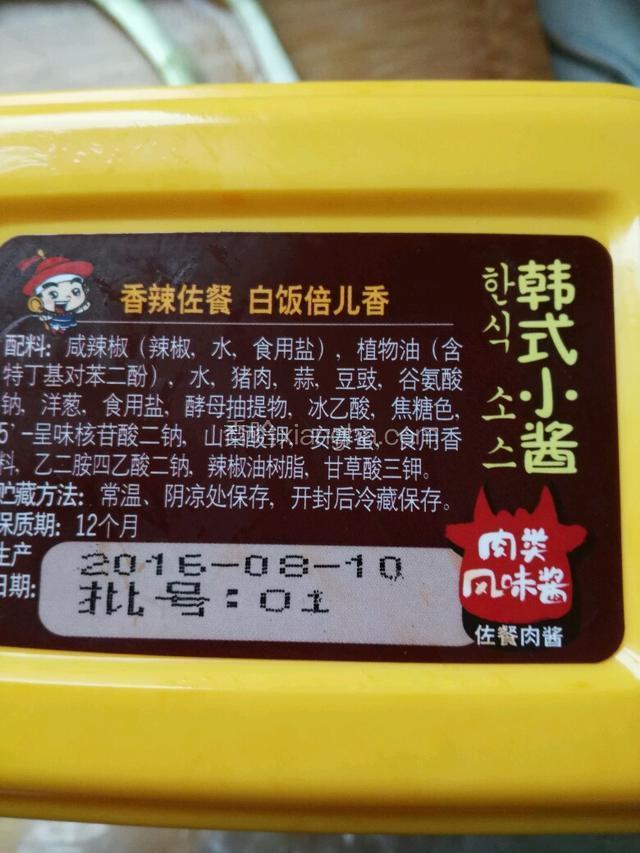 香辣佐餐 白饭倍儿香
配料：咸辣椒（辣椒，水，食用盐），植物油（含
特丁基对苯二酚），水，猪肉，蒜，豆豉，谷氨酸
钠，洋葱，食用盐，酵母抽提物，冰乙酸，焦糖色，
5'-呈味核苷酸二钠，山梨酸钾，安赛蜜，食用香
料，乙二胺四乙酸二钠，辣椒油树脂，甘草酸三钾。
贮藏方法：常温、阴凉处保存，开封后冷藏保存。
保质期：12个月
生产
日期：
2016-08-10
批号：01
韩式小酱
한식 소스
肉类
风味酱
佐餐肉酱